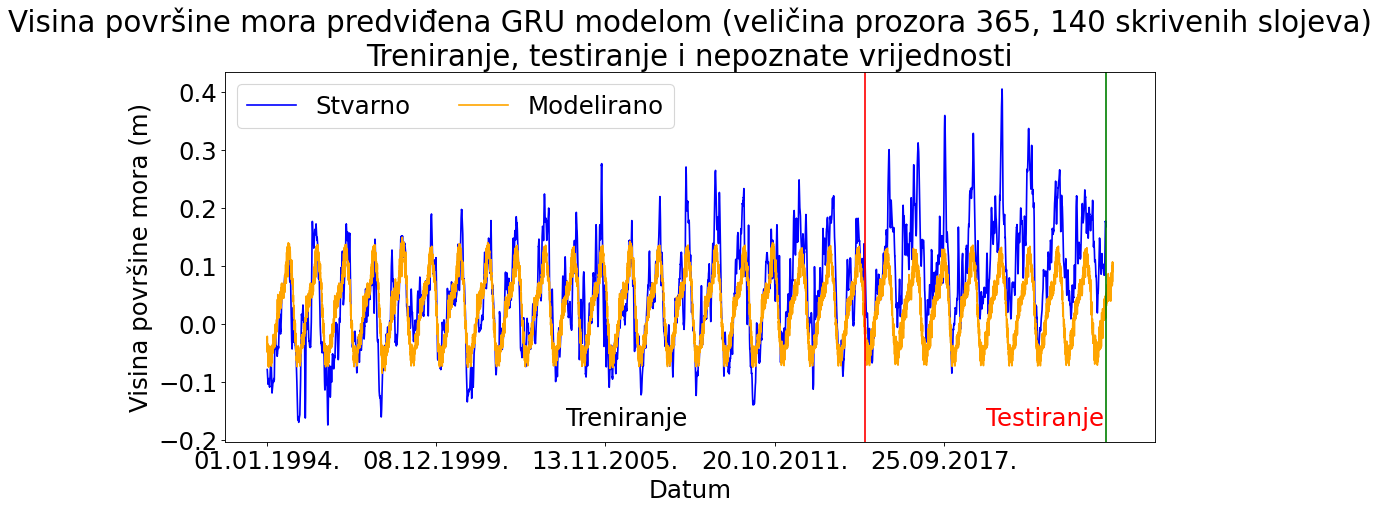 Visina površine mora predviđena GRU modelom (veličina prozora 365, 140 skrivenih slojeva)
Treniranje, testiranje i nepoznate vrijednosti
Stvarno
Modelirano
Visina površine mora (m)
0.4
0.3
0.2
0.1
0.0
−0.1
−0.2
Treniranje
Testiranje
01.01.1994.
08.12.1999.
13.11.2005.
20.10.2011.
25.09.2017.
Datum